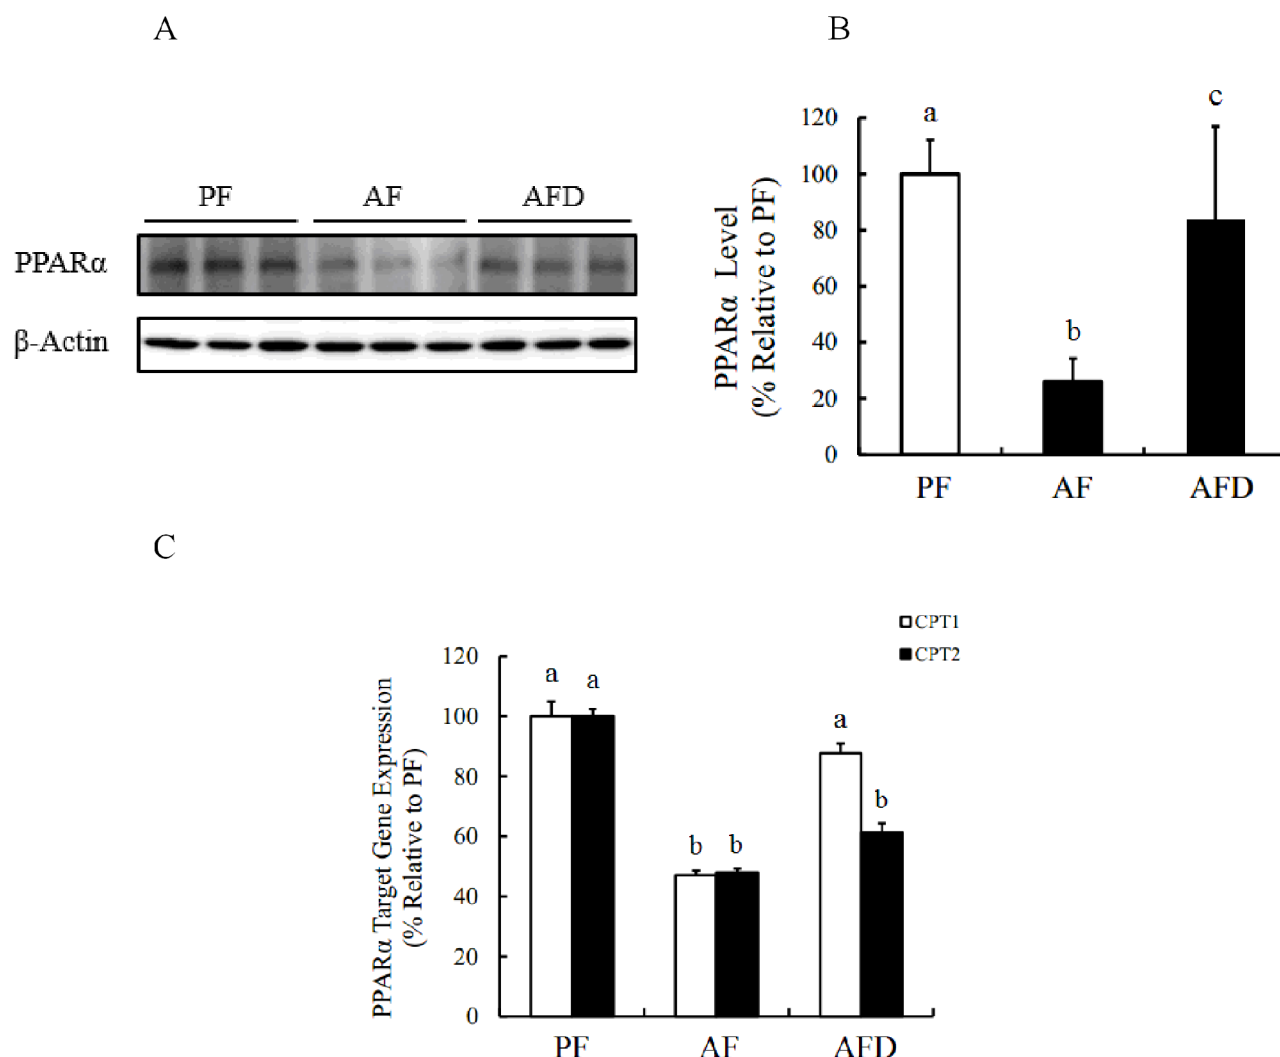 A
PF AF AFD
PPARα
β-Actin
B
PPARα Level
(% Relative to PF)
120
100
80
60
40
20
0
a
b
c
PF AF AFD
C
CPT1
CPT2
PPARα Target Gene Expression
(% Relative to PF)
120
100
80
60
40
20
0
a a
b b
a
b
PF AF AFD